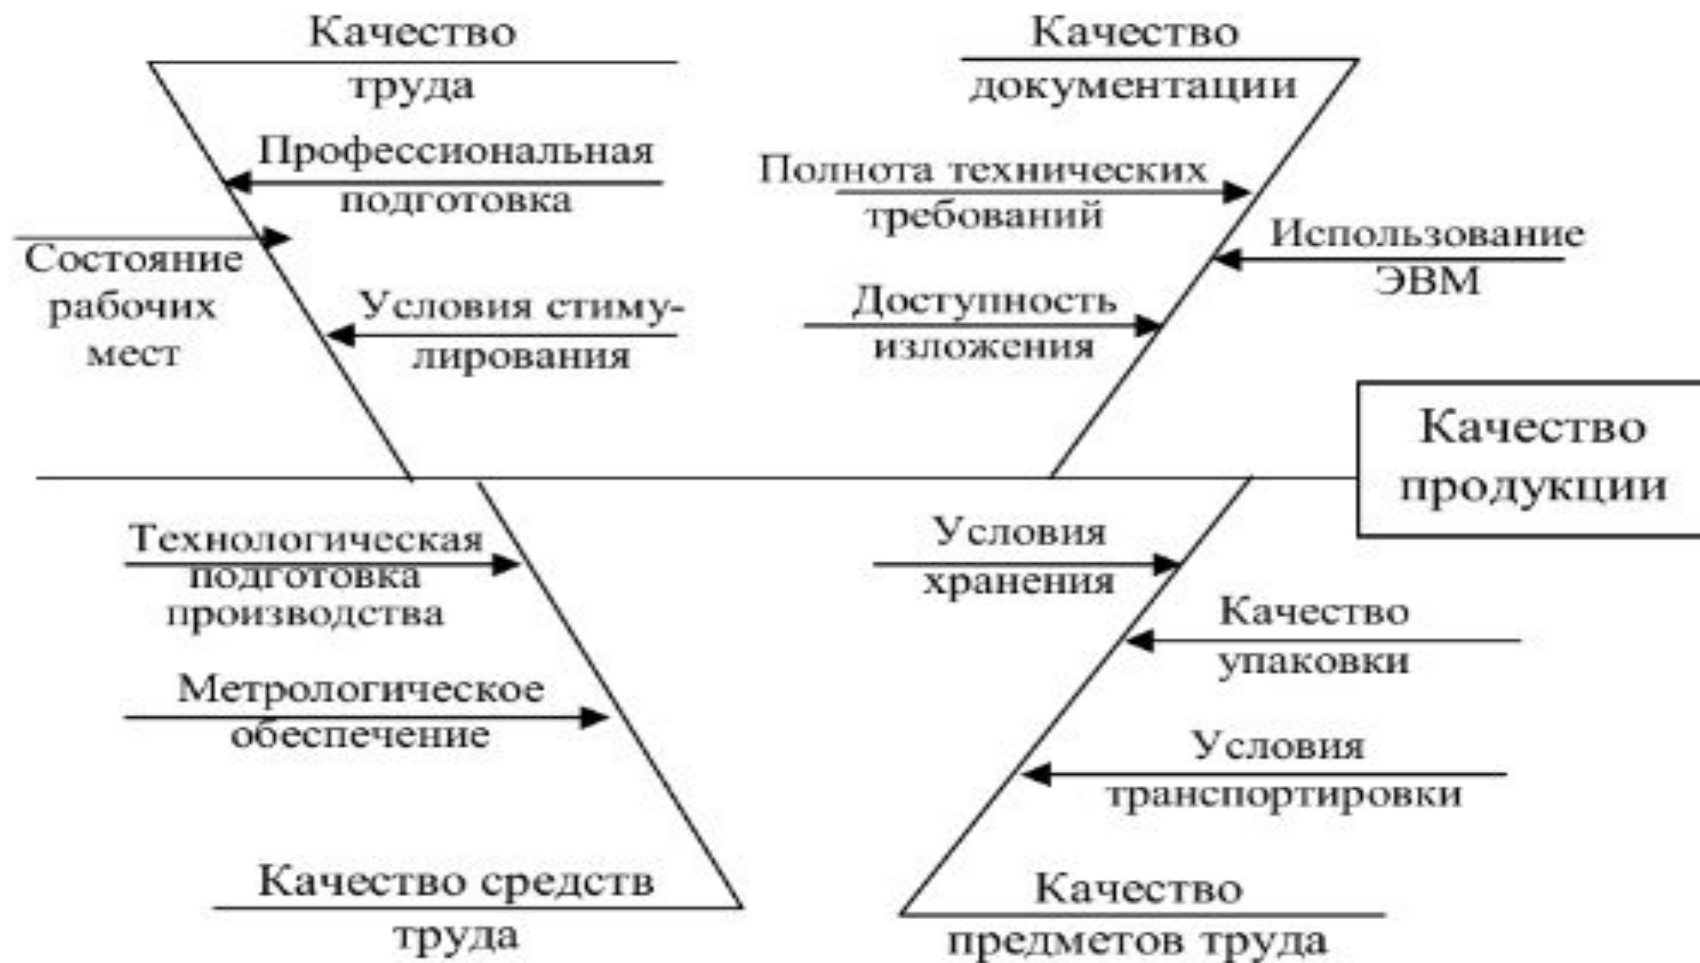 Качество
труда
Профессиональная
подготовка
Состояние
рабочих
мест
Условия стиму-
лирования
Качество
документации
Полнота технических
требований
Использование
ЭВМ
Доступность
изложения
Качество
продукции
Технологическая
подготовка
производства
Метрологическое
обеспечение
Качество средств
труда
Условия
хранения
Качество
упаковки
Условия
транспортировки
Качество
предметов труда